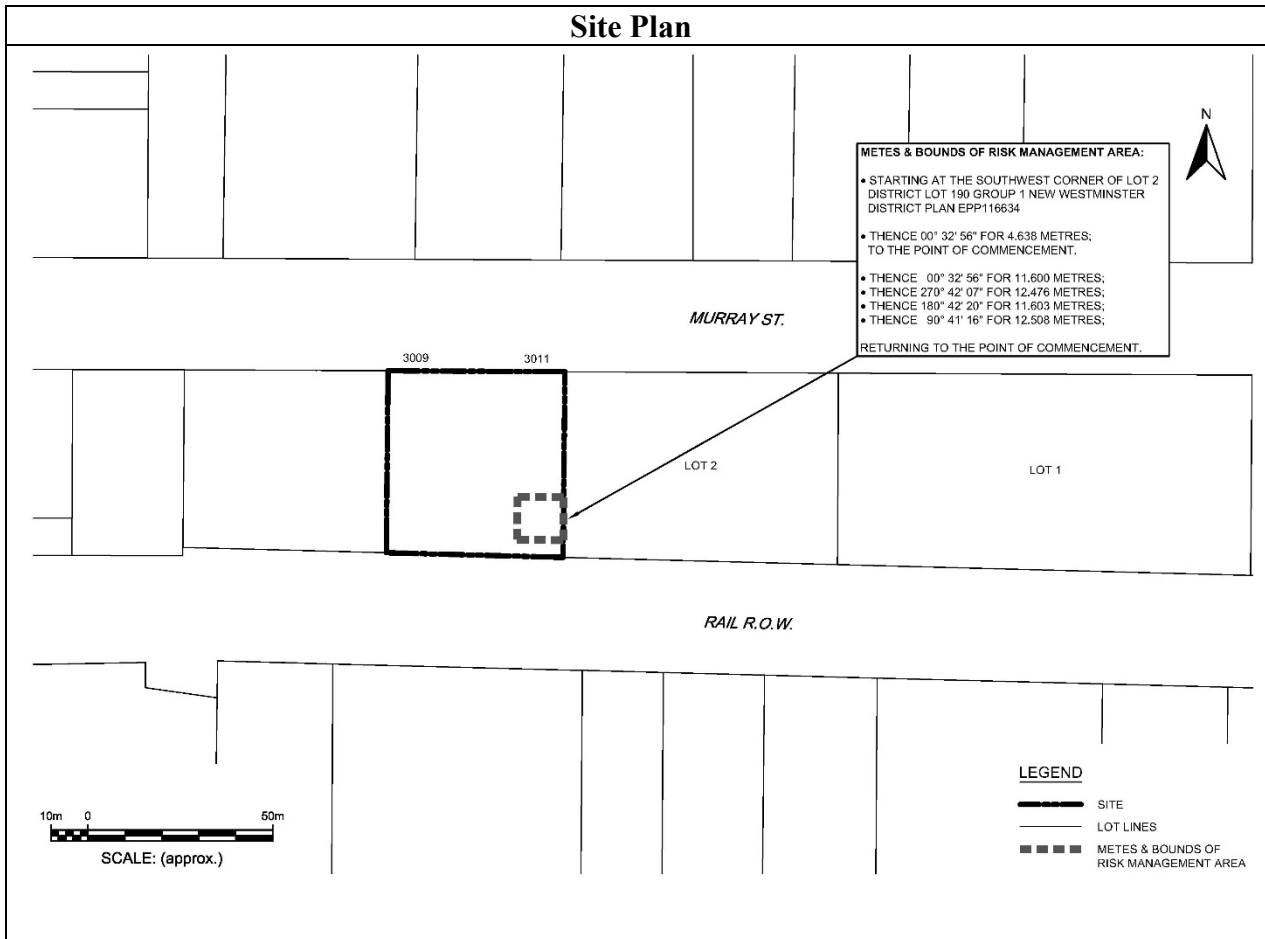 Site Plan
N
METES & BOUNDS OF RISK MANAGEMENT AREA:
• STARTING AT THE SOUTHWEST CORNER OF LOT 2
DISTRICT LOT 190 GROUP 1 NEW WESTMINSTER
DISTRICT PLAN EPP116634
• THENCE 00° 32' 56" FOR 4.638 METRES;
TO THE POINT OF COMMENCEMENT.
• THENCE 00° 32' 56" FOR 11.600 METRES;
• THENCE 270° 42' 07" FOR 12.476 METRES;
• THENCE 180° 42' 20" FOR 11.603 METRES;
• THENCE 90° 41' 16" FOR 12.508 METRES;
RETURNING TO THE POINT OF COMMENCEMENT.
MURRAY ST.
3009 3011
LOT 2
LOT 1
RAIL R.O.W.
LEGEND
SITE
LOT LINES
METES & BOUNDS OF
RISK MANAGEMENT AREA
10m 0 50m
SCALE: (approx.)